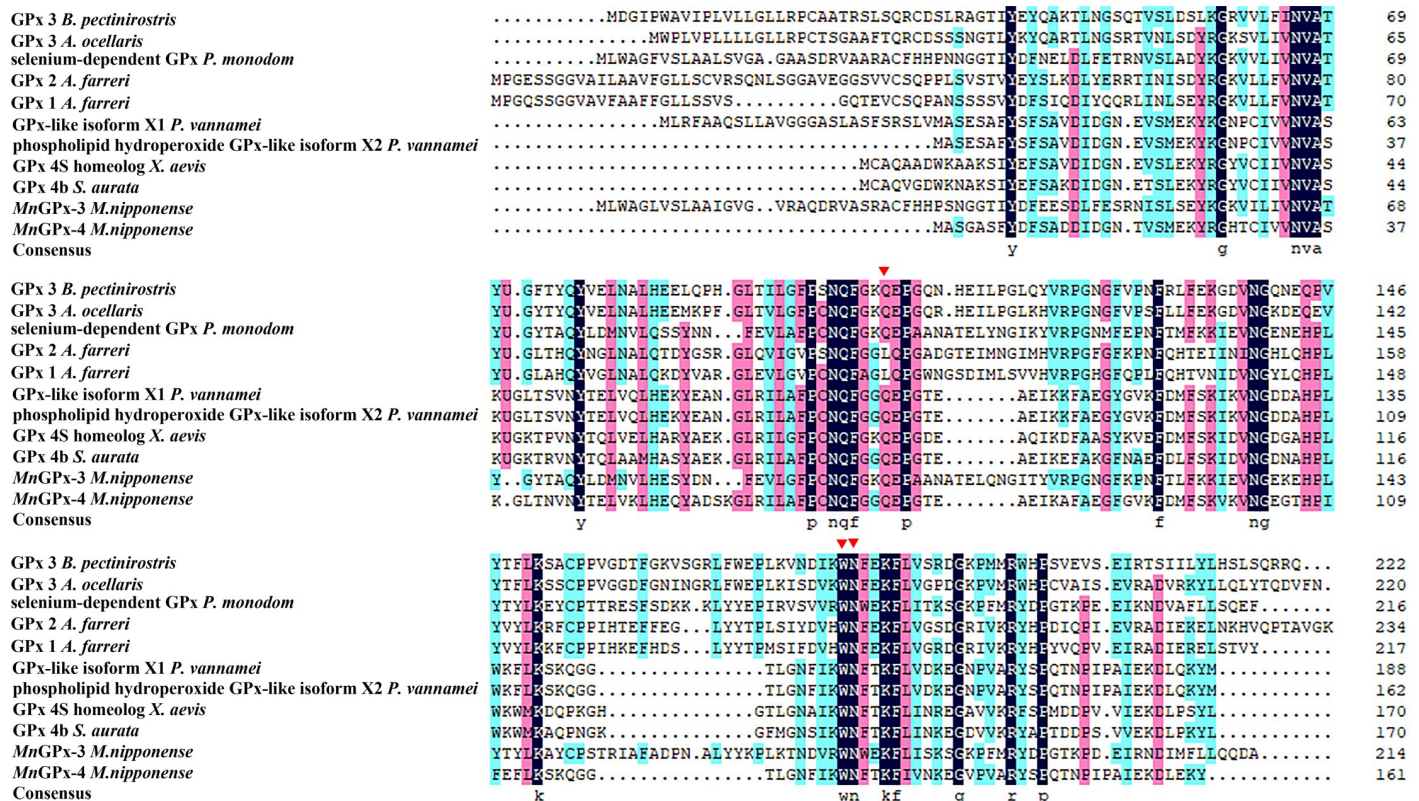 GPx 3 B. pectinirostris ...........MDGIPWAVIPLVLLGLLRPCAATRSLSQRCDSLRAGTIYEYQAKTLNGSQTVSLDSLKGRVVLFINVAT 69
GPx 3 A. ocellaris ...............MWPLVPLLLLGLLRPCTSGAAFTQRCDSSSNGTLYKYQARTLNGSRTVNLSDYRGKSVLIVNVAT 65
selenium-dependent GPx P. monodom ..........MLWAGFVSLAALSVGA.GAASDRVAARACFHHPNNGGTIYDFNELDLFETRNVSLADYKGKVVLIVNVAT 69
GPx 2 A. farreri MPGESSGGVAILAAVFGLLSCVRSQNLSGGAVEGGSVVCSQPPLSVSTVYEYSLKDLYERRTINISDYRGKVLLFVNVAT 80
GPx 1 A. farreri MPGQSSGGVAVFAAFFGLLSSVS..........GQTEVCSQPANSSSSVYDFSIQDIYQQRLINLSEYRGKVLLFVNVAT 70
GPx-like isoform X1 P. vannamei ................MLRFAAQSLLAVGGGASLASFSRSLVMASESAFYSFSAVDIDGN.EVSMEKYKGNPCIVVNVAS 63
phospholipid hydroperoxide GPx-like isoform X2 P. vannamei ..........................................MASESAFYSFSAVDIDGN.EVSMEKYKGNPCIVVNVAS 37
GPx 4S homeolog X. aevis ...................................MCAQAADWKAAKSIYEFSAKDIDGN.EVSLEKYRGYVCIIVNVAS 44
GPx 4b S. aurata ...................................MCAQVGDWKNAKSIYEFSAKDIDGN.ETSLEKYRGYVCIIVNVAS 44
MnGPx-3 M.nipponense ..........MLWAGLVSLAAIGVG..VRAQDRVASRACFHHPSNGGTIYDFEESDLFESRNISLSEYKGKVILIVNVAT 68
MnGPx-4 M.nipponense ..........................................MASGASFYDFSADDIDGN.TVSMEKYRGHTCIVVNVAS 37
Consensus y g nva
GPx 3 B. pectinirostris YU.GFTYQYVELNALHEELQPH.GLTILGFPSNQFGKQEPGQN.HEILPGLQYVRPGNGFVPNFRLFEKGDVNGQNEQPV 146
GPx 3 A. ocellaris YU.GYTYQYVELNALHEEMKPF.GLTVLGFPCNQFGKQEPGQR.HEILPGLKHVRPGNGFVPSFLLFEKGDVNGKDEQEV 142
selenium-dependent GPx P. monodom YU.GYTAQYLDMNVLQSSYNN...FEVLAFPCNQFGKQEPAANATELYNGIKYVRPGNMFEPNFTMFKKIEVNGENEHPL 145
GPx 2 A. farreri YU.GLTHQYNGLNALQTDYGSR.GLQVIGVPSNQFGGLQPGADGTEIMNGIMHVRPGFGFKPNFQHTEIININGHLQHPL 158
GPx 1 A. farreri YU.GLAHQYVGLNALQKDYVAR.GLEVLGVPCNQFAGLQPGWNGSDIMLSVVHVRPGHGFQPLFQHTVNIDVNGYLQHPL 148
GPx-like isoform X1 P. vannamei KUGLTSVNYTELVQLHEKYEAN.GLRILAFPCNQFGGQEPGTE.......AEIKKFAEGYGVKFDMFSKIKVNGDDAHPL 135
phospholipid hydroperoxide GPx-like isoform X2 P. vannamei KUGLTSVNYTELVQLHEKYEAN.GLRILAFPCNQFGGQEPGTE.......AEIKKFAEGYGVKFDMFSKIKVNGDDAHPL 109
GPx 4S homeolog X. aevis KUGKTPVNYTQLVELHARYAEK.GLRILGFPCNQFGKQEPGDE.......AQIKDFAASYKVEFDMFSKIDVNGDGAHPL 116
GPx 4b S. aurata KUGKTRVNYTQLAAMHASYAEK.GLRILAFPCNQFGGQEPGTE.......AEIKEFAKGFNAEFDLFSKIDVNGDNAHPL 116
MnGPx-3 M.nipponense Y..GYTAQYLDMNVLHESYDN...FEVLGFPCNQFGKQEPAANATELQNGITYVRPGNGFKPNFTLFKKIEVNGEKEHPL 143
MnGPx-4 M.nipponense K.GLTNVNYTELVKLHEQYADSKGLRILAFPCNQFGGQEPGTE.......AEIKAFAEGFGVKFDMFSKVKVNGEGTHPI 109
Consensus y p nqf p f ng
GPx 3 B. pectinirostris YTFLKSACPPVGDTFGKVSGRLFWEPLKVNDIKWNFEKFLVSRDGKPMMRWHPSVEVS.EIRTSIILYLHSLSQRRQ... 222
GPx 3 A. ocellaris YTFLKSSCPPVGGDFGNINGRLFWEPLKISDVKWNFEKFLVGPDGKPVMRWHPCVAIS.EVRADVRKYLLQLYTQDVFN. 220
selenium-dependent GPx P. monodom YTYLKEYCPTTRESFSDKK.KLYYEPIRVSVVRWNWEKFLITKSGKPFMRYDPGTKPE.EIKNDVAFLLSQEF....... 216
GPx 2 A. farreri YVYLKRFCPPIHTEFFEG...LYYTPLSIYDVHWNFEKFLVGSDGRIVKRYHPDIQPI.EVRADIEKELNKHVQPTAVGK 234
GPx 1 A. farreri YVYLKKFCPPIHKEFHDS...LYYTPMSIFDVHWNFEKFLVGRDGRIVKRYHPYVQPV.EIRADIERELSTVY....... 217
GPx-like isoform X1 P. vannamei WKFLKSKQGG..............TLGNFIKWNFTKFLVDKEGNPVARYSPQTNPIPAIEKDLQKYM........... 188
phospholipid hydroperoxide GPx-like isoform X2 P. vannamei WKFLKSKQGG..............TLGNFIKWNFTKFLVDKEGNPVARYSPQTNPIPAIEKDLQKYM........... 162
GPx 4S homeolog X. aevis WKWMKDQPKGH.............GTLGNAIKWNFTKFLINREGAVVKRFSPMDDPV.VIEKDLPSYL........... 170
GPx 4b S. aurata WKWMKAQPNGK.............GFMGNSIKWNFTKFLINKEGDVVKRYAPTDDPS.VVEKDLPKYL........... 170
MnGPx-3 M.nipponense YTYLKAYCPSTRIAFADPN.ALYYKPLKTNDVRWNWEKFLISKSGKPFMRYDPGTKPD.EIRNDIMFLLQQDA...... 214
MnGPx-4 M.nipponense FEFLKSKQGG..............TLGNFIKWNFTKFIVNKEGVPVARYSPQTNPIPAIEKDLEKY............ 161
Consensus k wn kf g r p